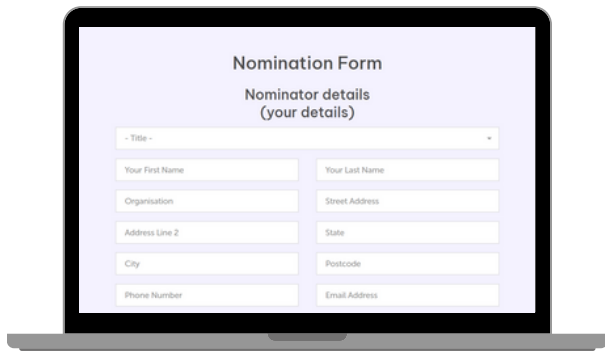 Nomination Form
Nominator details
(your details)
- Title -
Your First Name
Your Last Name
Organisation
Street Address
Address Line 2
State
City
Postcode
Phone Number
Email Address